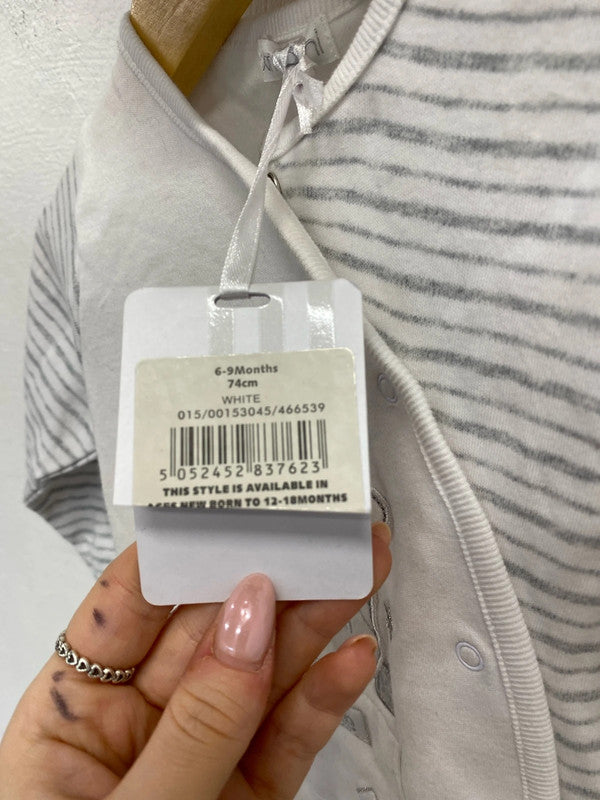 6-9Months
74cm
WHITE
015/00153045/466539
5 052452 837623
THIS STYLE IS AVAILABLE IN
AGES NEW BORN TO 12-18MONTHS